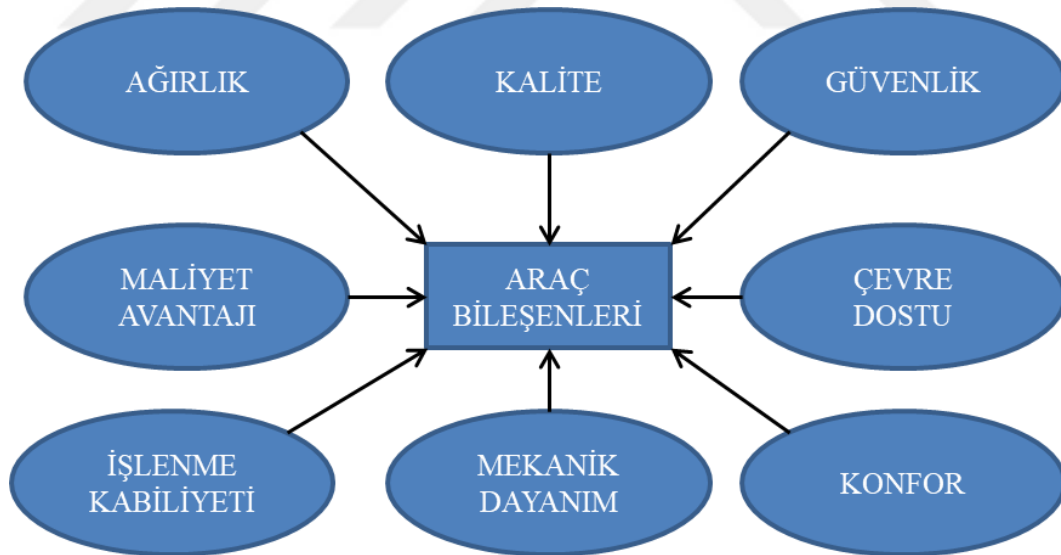 AĞIRLIK
KALİTE
GÜVENLİK
MALİYET
AVANTAJI
ARAÇ
BİLEŞENLERİ
ÇEVRE
DOSTU
İŞLENME
KABİLİYETİ
MEKANİK
DAYANIM
KONFOR